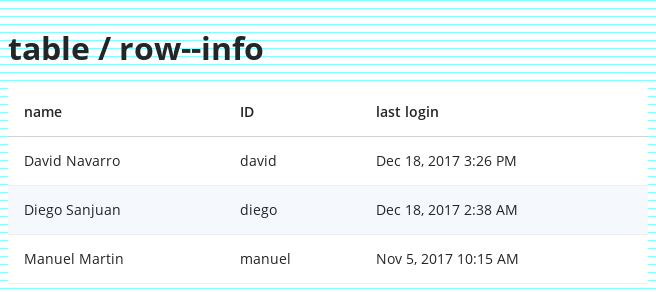 table / row--info
name ID last login
David Navarro david Dec 18, 2017 3:26 PM
Diego Sanjuan diego Dec 18, 2017 2:38 AM
Manuel Martin manuel Nov 5, 2017 10:15 AM